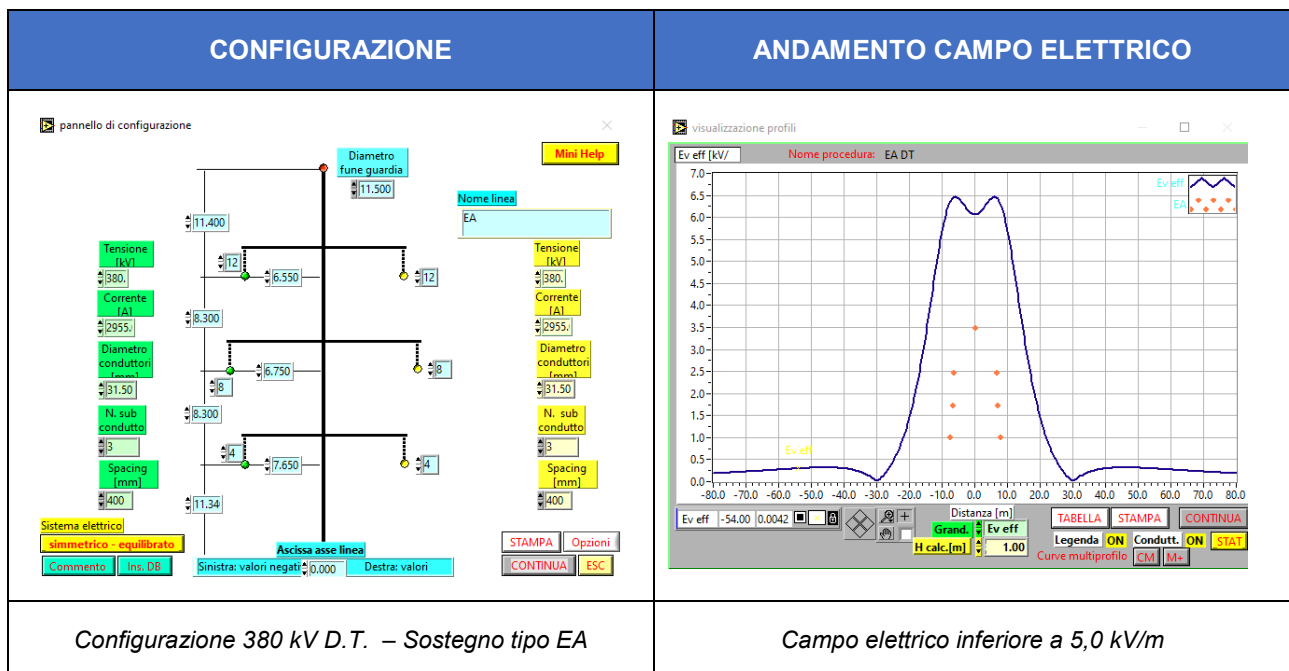 CONFIGURAZIONE
ANDAMENTO CAMPO ELETTRICO
pannello di configurazione
Diametro
fune guardia
11.500
Mini Help
Nome linea
EA
11.400
Tensione
[kV]
380.
12
6.550
12
Tensione
[kV]
380.
Corrente
[A]
2955.
8.300
Corrente
[A]
2955.
Diametro
conduttori
[mm]
31.50
6.750
8
8
Diametro
conduttori
[mm]
31.50
N. sub
condutto
3
8.300
N. sub
condutto
3
4
7.650
4
Spacing
[mm]
400
11.34
Spacing
[mm]
400
Sistema elettrico
simmetrico - equilibrato
Commento
Ins. DB
Ascissa asse linea
Sinistra: valori negati
0.000
Destra: valori
STAMPA
Opzioni
CONTINUA
ESC
visualizzazione profili
Ev eff [kV/
Nome procedura: EA DT
Ev eff
EA
7.0
6.5
6.0
5.5
5.0
4.5
4.0
3.5
3.0
2.5
2.0
1.5
1.0
0.5
0.0
Ev eff
-80.0 -70.0 -60.0 -50.0 -40.0 -30.0 -20.0 -10.0 0.0 10.0 20.0 30.0 40.0 50.0 60.0 70.0 80.0
Ev eff -54.00 0.0042
Distanza [m]
Grand. Ev eff
H calc.[m] 1.00
TABELLA
STAMPA
CONTINUA
Legenda ON Condutt. ON STAT
Curve multiprofilo CM M+
Configurazione 380 kV D.T. – Sostegno tipo EA
Campo elettrico inferiore a 5,0 kV/m